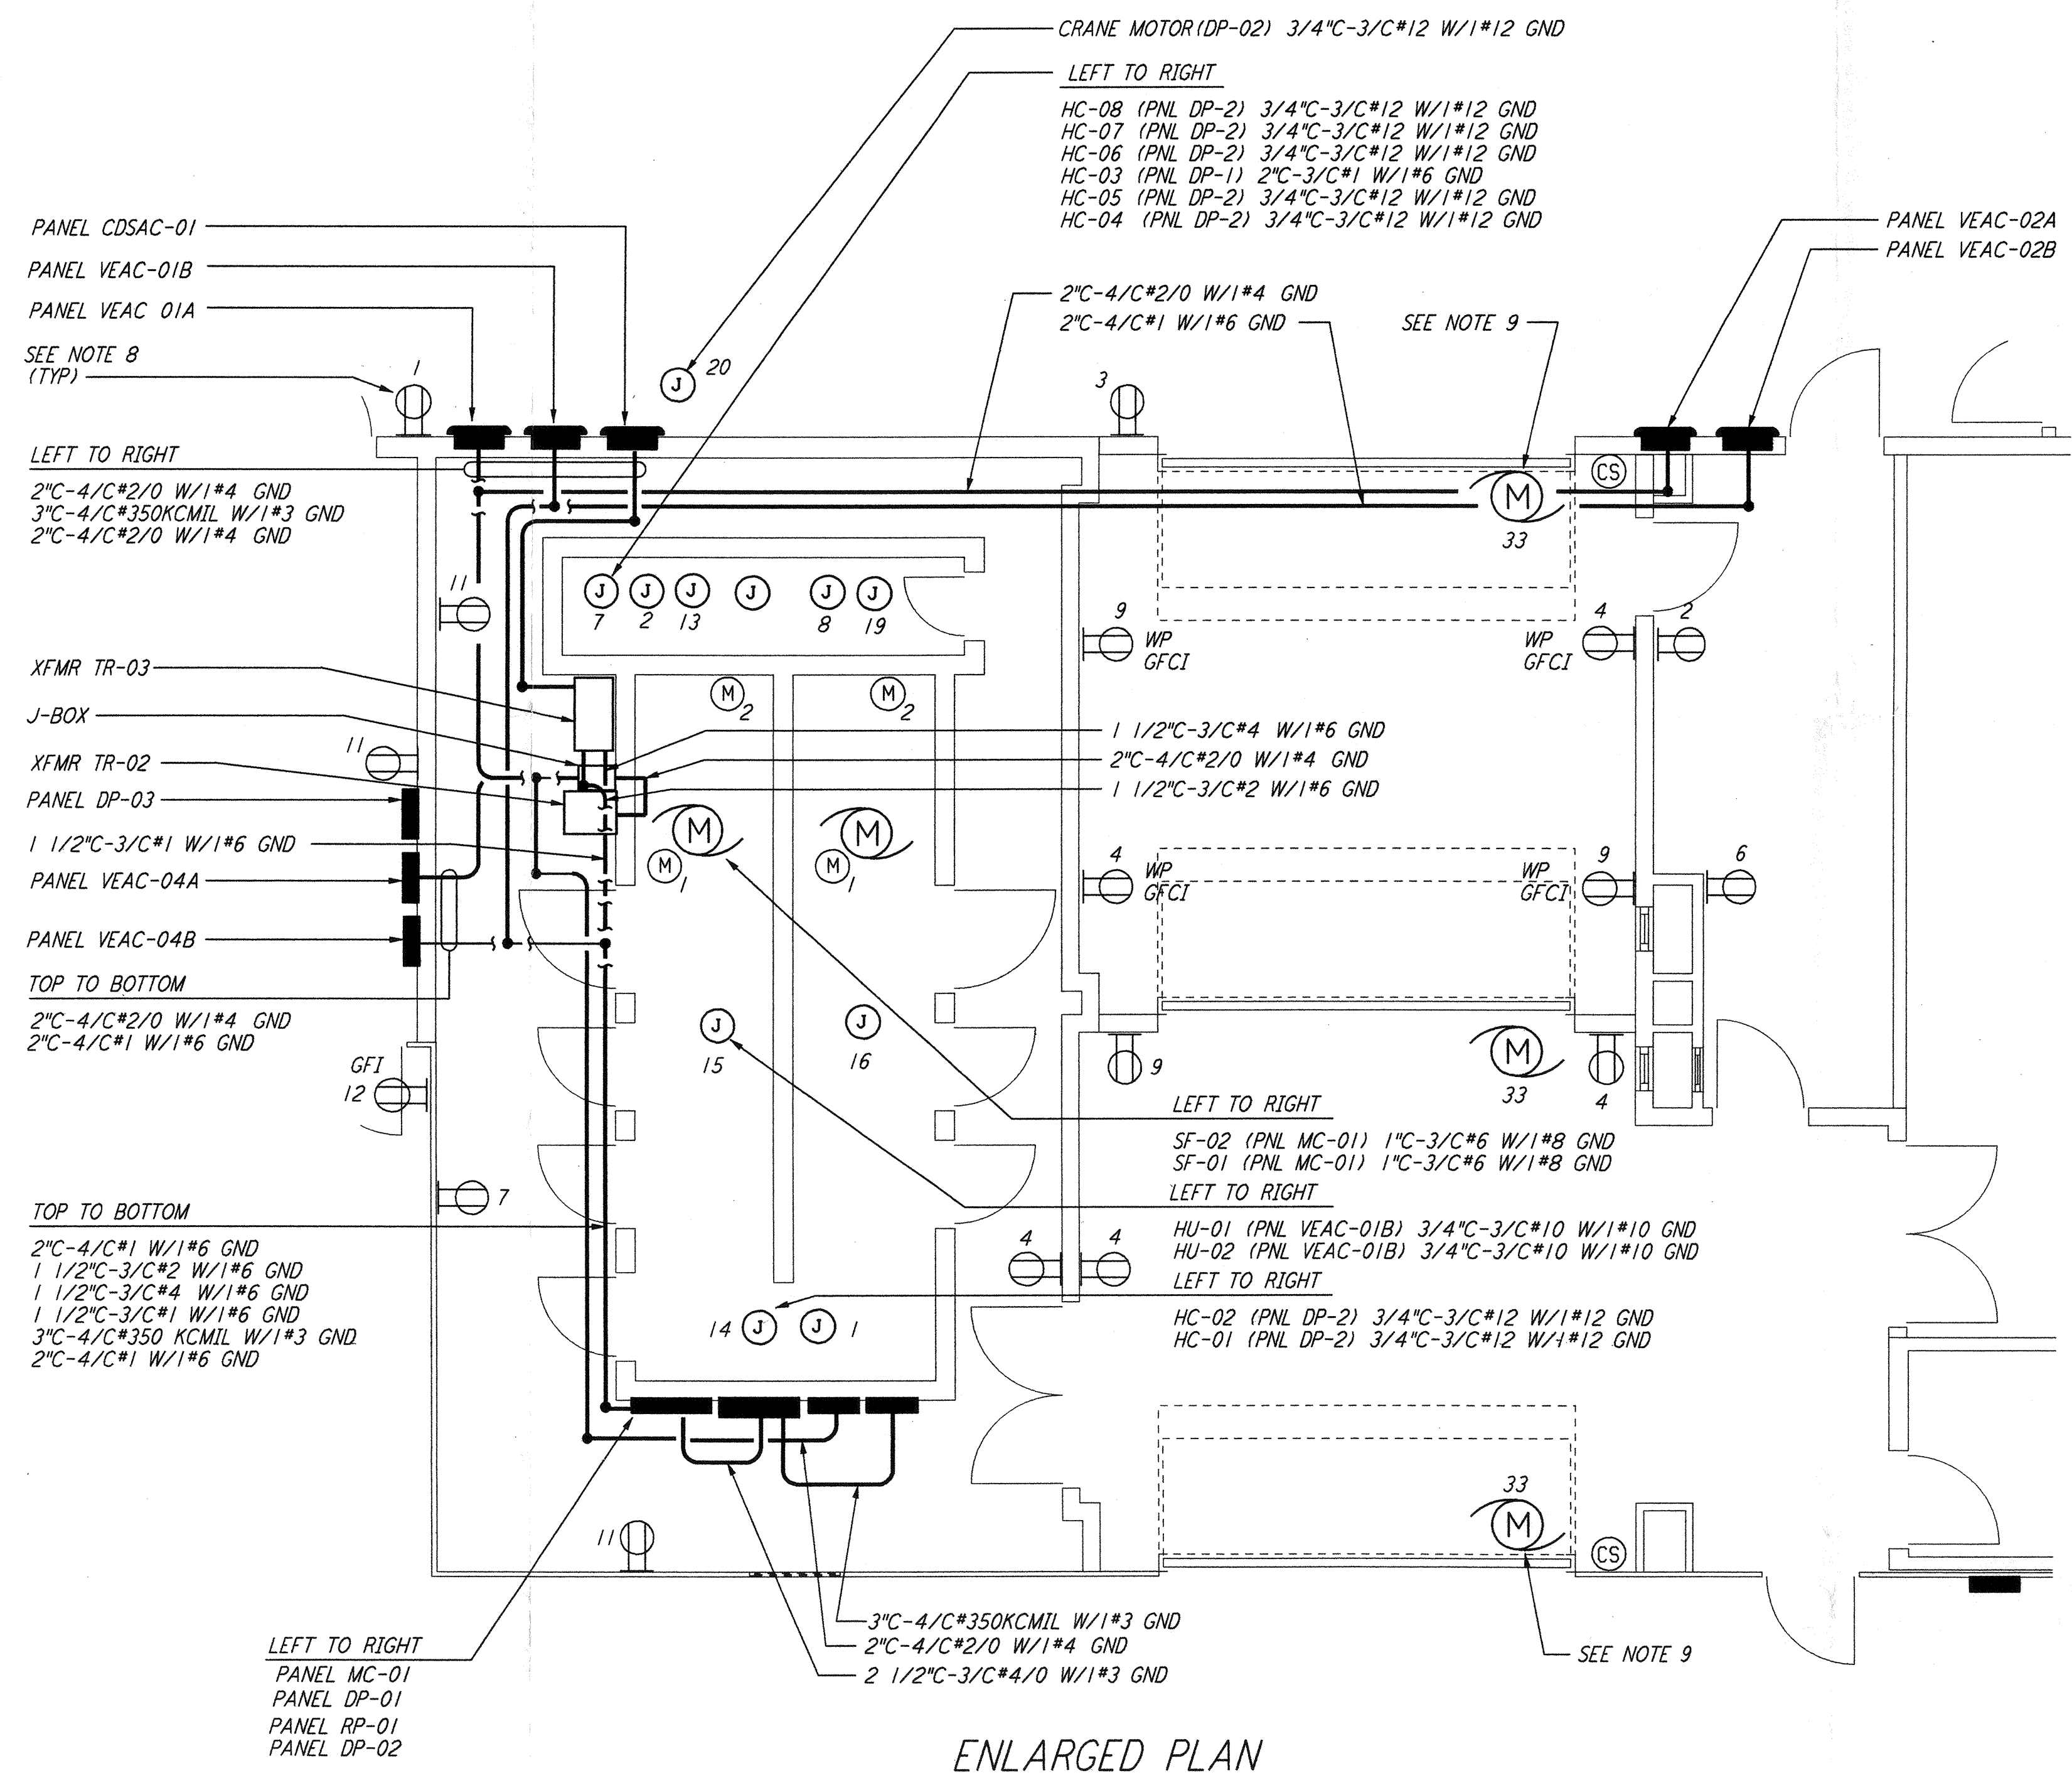 CRANE MOTOR(DP-02) 3/4"C-3/C#12 W/1#12 GND
LEFT TO RIGHT
HC-08 (PNL DP-2) 3/4"C-3/C#12 W/1#12 GND
HC-07 (PNL DP-2) 3/4"C-3/C#12 W/1#12 GND
HC-06 (PNL DP-2) 3/4"C-3/C#12 W/1#12 GND
HC-03 (PNL DP-1) 2"C-3/C#1 W/1#6 GND
HC-05 (PNL DP-2) 3/4"C-3/C#12 W/1#12 GND
HC-04 (PNL DP-2) 3/4"C-3/C#12 W/1#12 GND
PANEL CDSAC-01
PANEL VEAC-01B
PANEL VEAC 01A
SEE NOTE 8
(TYP)
1
J 20
2"C-4/C#2/0 W/1#4 GND
2"C-4/C#1 W/1#6 GND
SEE NOTE 9
PANEL VEAC-02A
PANEL VEAC-02B
3
LEFT TO RIGHT
2"C-4/C#2/0 W/1#4 GND
3"C-4/C#350KCMIL W/1#3 GND
2"C-4/C#2/0 W/1#4 GND
CS
M
33
11
J J J J J J
7 2 13 8 19
9
WP
GFCI
WP
GFCI
4
2
XFMR TR-03
J-BOX
XFMR TR-02
11
PANEL DP-03
1 1/2"C-3/C#1 W/1#6 GND
PANEL VEAC-04A
PANEL VEAC-04B
M 2
M 2
1 1/2"C-3/C#4 W/1#6 GND
2"C-4/C#2/0 W/1#4 GND
1 1/2"C-3/C#2 W/1#6 GND
M
M 1
M
M 1
4
WP
GFCI
WP
GFCI
9
6
TOP TO BOTTOM
2"C-4/C#2/0 W/1#4 GND
2"C-4/C#1 W/1#6 GND
GFI
12
J
15
J
16
9
M
33
4
7
LEFT TO RIGHT
SF-02 (PNL MC-01) 1"C-3/C#6 W/1#8 GND
SF-01 (PNL MC-01) 1"C-3/C#6 W/1#8 GND
LEFT TO RIGHT
HU-01 (PNL VEAC-01B) 3/4"C-3/C#10 W/1#10 GND
HU-02 (PNL VEAC-01B) 3/4"C-3/C#10 W/1#10 GND
LEFT TO RIGHT
HC-02 (PNL DP-2) 3/4"C-3/C#12 W/1#12 GND
HC-01 (PNL DP-2) 3/4"C-3/C#12 W/1#12 GND
4 4
TOP TO BOTTOM
2"C-4/C#1 W/1#6 GND
1 1/2"C-3/C#2 W/1#6 GND
1 1/2"C-3/C#4 W/1#6 GND
1 1/2"C-3/C#1 W/1#6 GND
3"C-4/C#350 KCMIL W/1#3 GND
2"C-4/C#1 W/1#6 GND
14 J J 1
33
M
CS
11
3"C-4/C#350KCMIL W/1#3 GND
2"C-4/C#2/0 W/1#4 GND
2 1/2"C-3/C#4/0 W/1#3 GND
SEE NOTE 9
LEFT TO RIGHT
PANEL MC-01
PANEL DP-01
PANEL RP-01
PANEL DP-02
ENLARGED PLAN